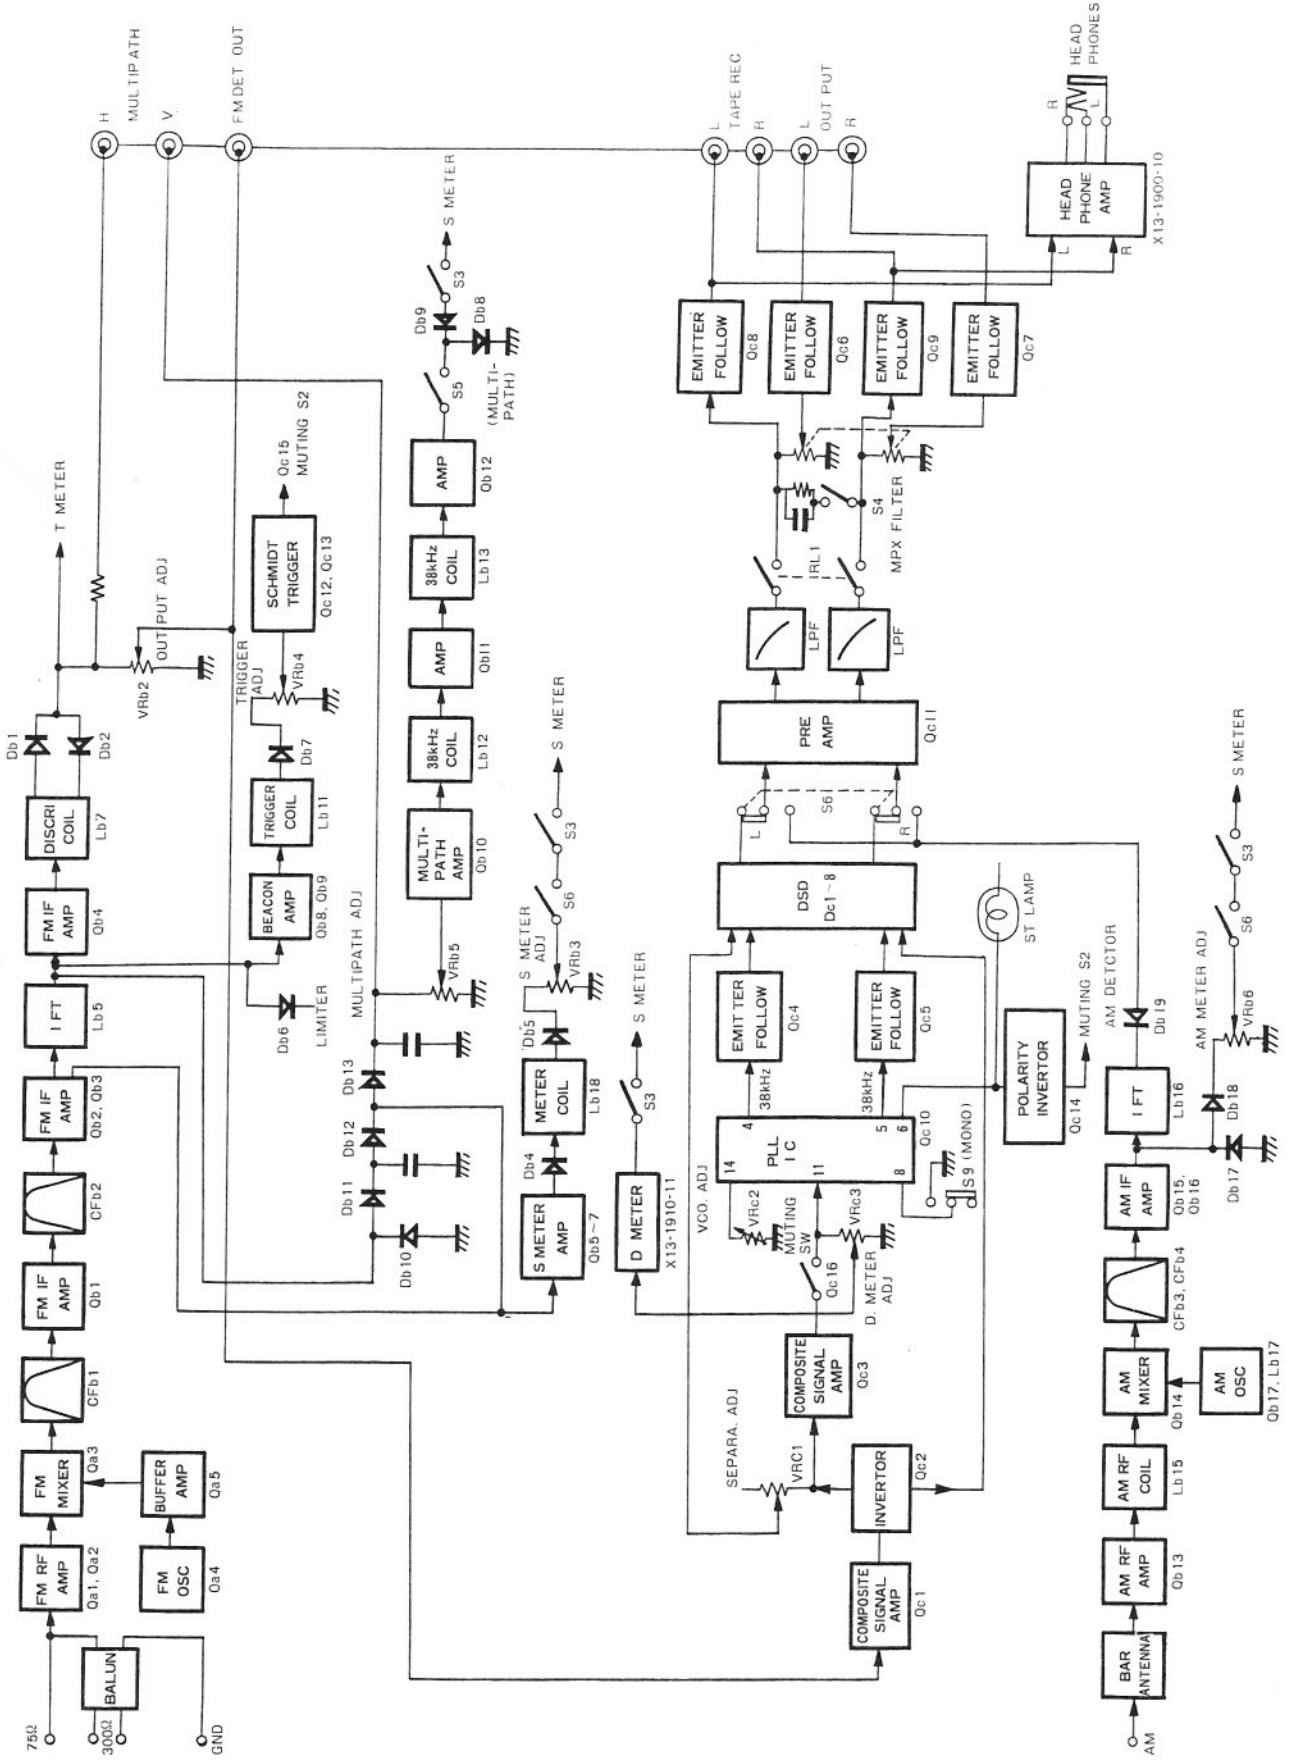 75Ω
300Ω
GND
BALUN
FM RF
AMP
Qa1, Qa2
FM
OSC
Qa4
FM
MIXER
Qa3
BUFFER
AMP
Qa5
CFb1
FM IF
AMP
Qb1
CFb2
FM IF
AMP
Qb2, Qb3
IFT
Lb5
FM IF
AMP
Qb4
DISCRI
COIL
Lb7
Db1
Db2
T METER
VRb2
OUTPUT ADJ
H
MULTIPATH
V
FM DET OUT
Db6
LIMITER
BEACON
AMP
Qb8, Qb9
TRIGGER
COIL
Lb11
Db7
TRIGGER
ADJ
VRb4
SCHMIDT
TRIGGER
Qc12, Qc13
Qc15
MUTING S2
Db10
Db11
Db12
Db13
MULTIPATH ADJ
VRb5
MULTI-
PATH
AMP
Qb10
38kHz
COIL
Lb12
AMP
Qb11
38kHz
COIL
Lb13
AMP
Qb12
S5
(MULTI-
PATH)
Db9
Db8
S3
S METER
S METER
AMP
Qb5~7
Db4
METER
COIL
Lb18
Db5
S METER
ADJ
VRb3
S6
S3
S METER
D METER
X13-1910-11
S3
S METER
COMPOSITE
SIGNAL
AMP
Qc1
INVERTOR
Qc2
SEPARA. ADJ
VRC1
COMPOSITE
SIGNAL
AMP
Qc3
Qc16
MUTING
SW
D. METER
ADJ
VRc3
VCO. ADJ
VRc2
PLL
IC
14
11
8
4
5
6
Qc10
S9 (MONO)
38kHz
38kHz
EMITTER
FOLLOW
Qc4
EMITTER
FOLLOW
Qc5
POLARITY
INVERTOR
Qc14
MUTING S2
ST LAMP
DSD
Dc1~8
L
R
S6
PRE
AMP
Qc11
LPF
LPF
RL1
S4
MPX FILTER
EMITTER
FOLLOW
Qc8
EMITTER
FOLLOW
Qc6
EMITTER
FOLLOW
Qc9
EMITTER
FOLLOW
Qc7
L
TAPE REC
R
L
OUT PUT
R
L
R
HEAD
PHONE
AMP
X13-1900-10
R
L
HEAD
PHONES
AM
BAR
ANTENNA
AM RF
AMP
Qb13
AM RF
COIL
Lb15
AM
MIXER
Qb14
AM
OSC
Qb17, Lb17
CFb3, CFb4
AM IF
AMP
Qb15,
Qb16
IFT
Lb16
AM DETCTOR
Db19
Db17
Db18
AM METER ADJ
VRb6
S6
S3
S METER